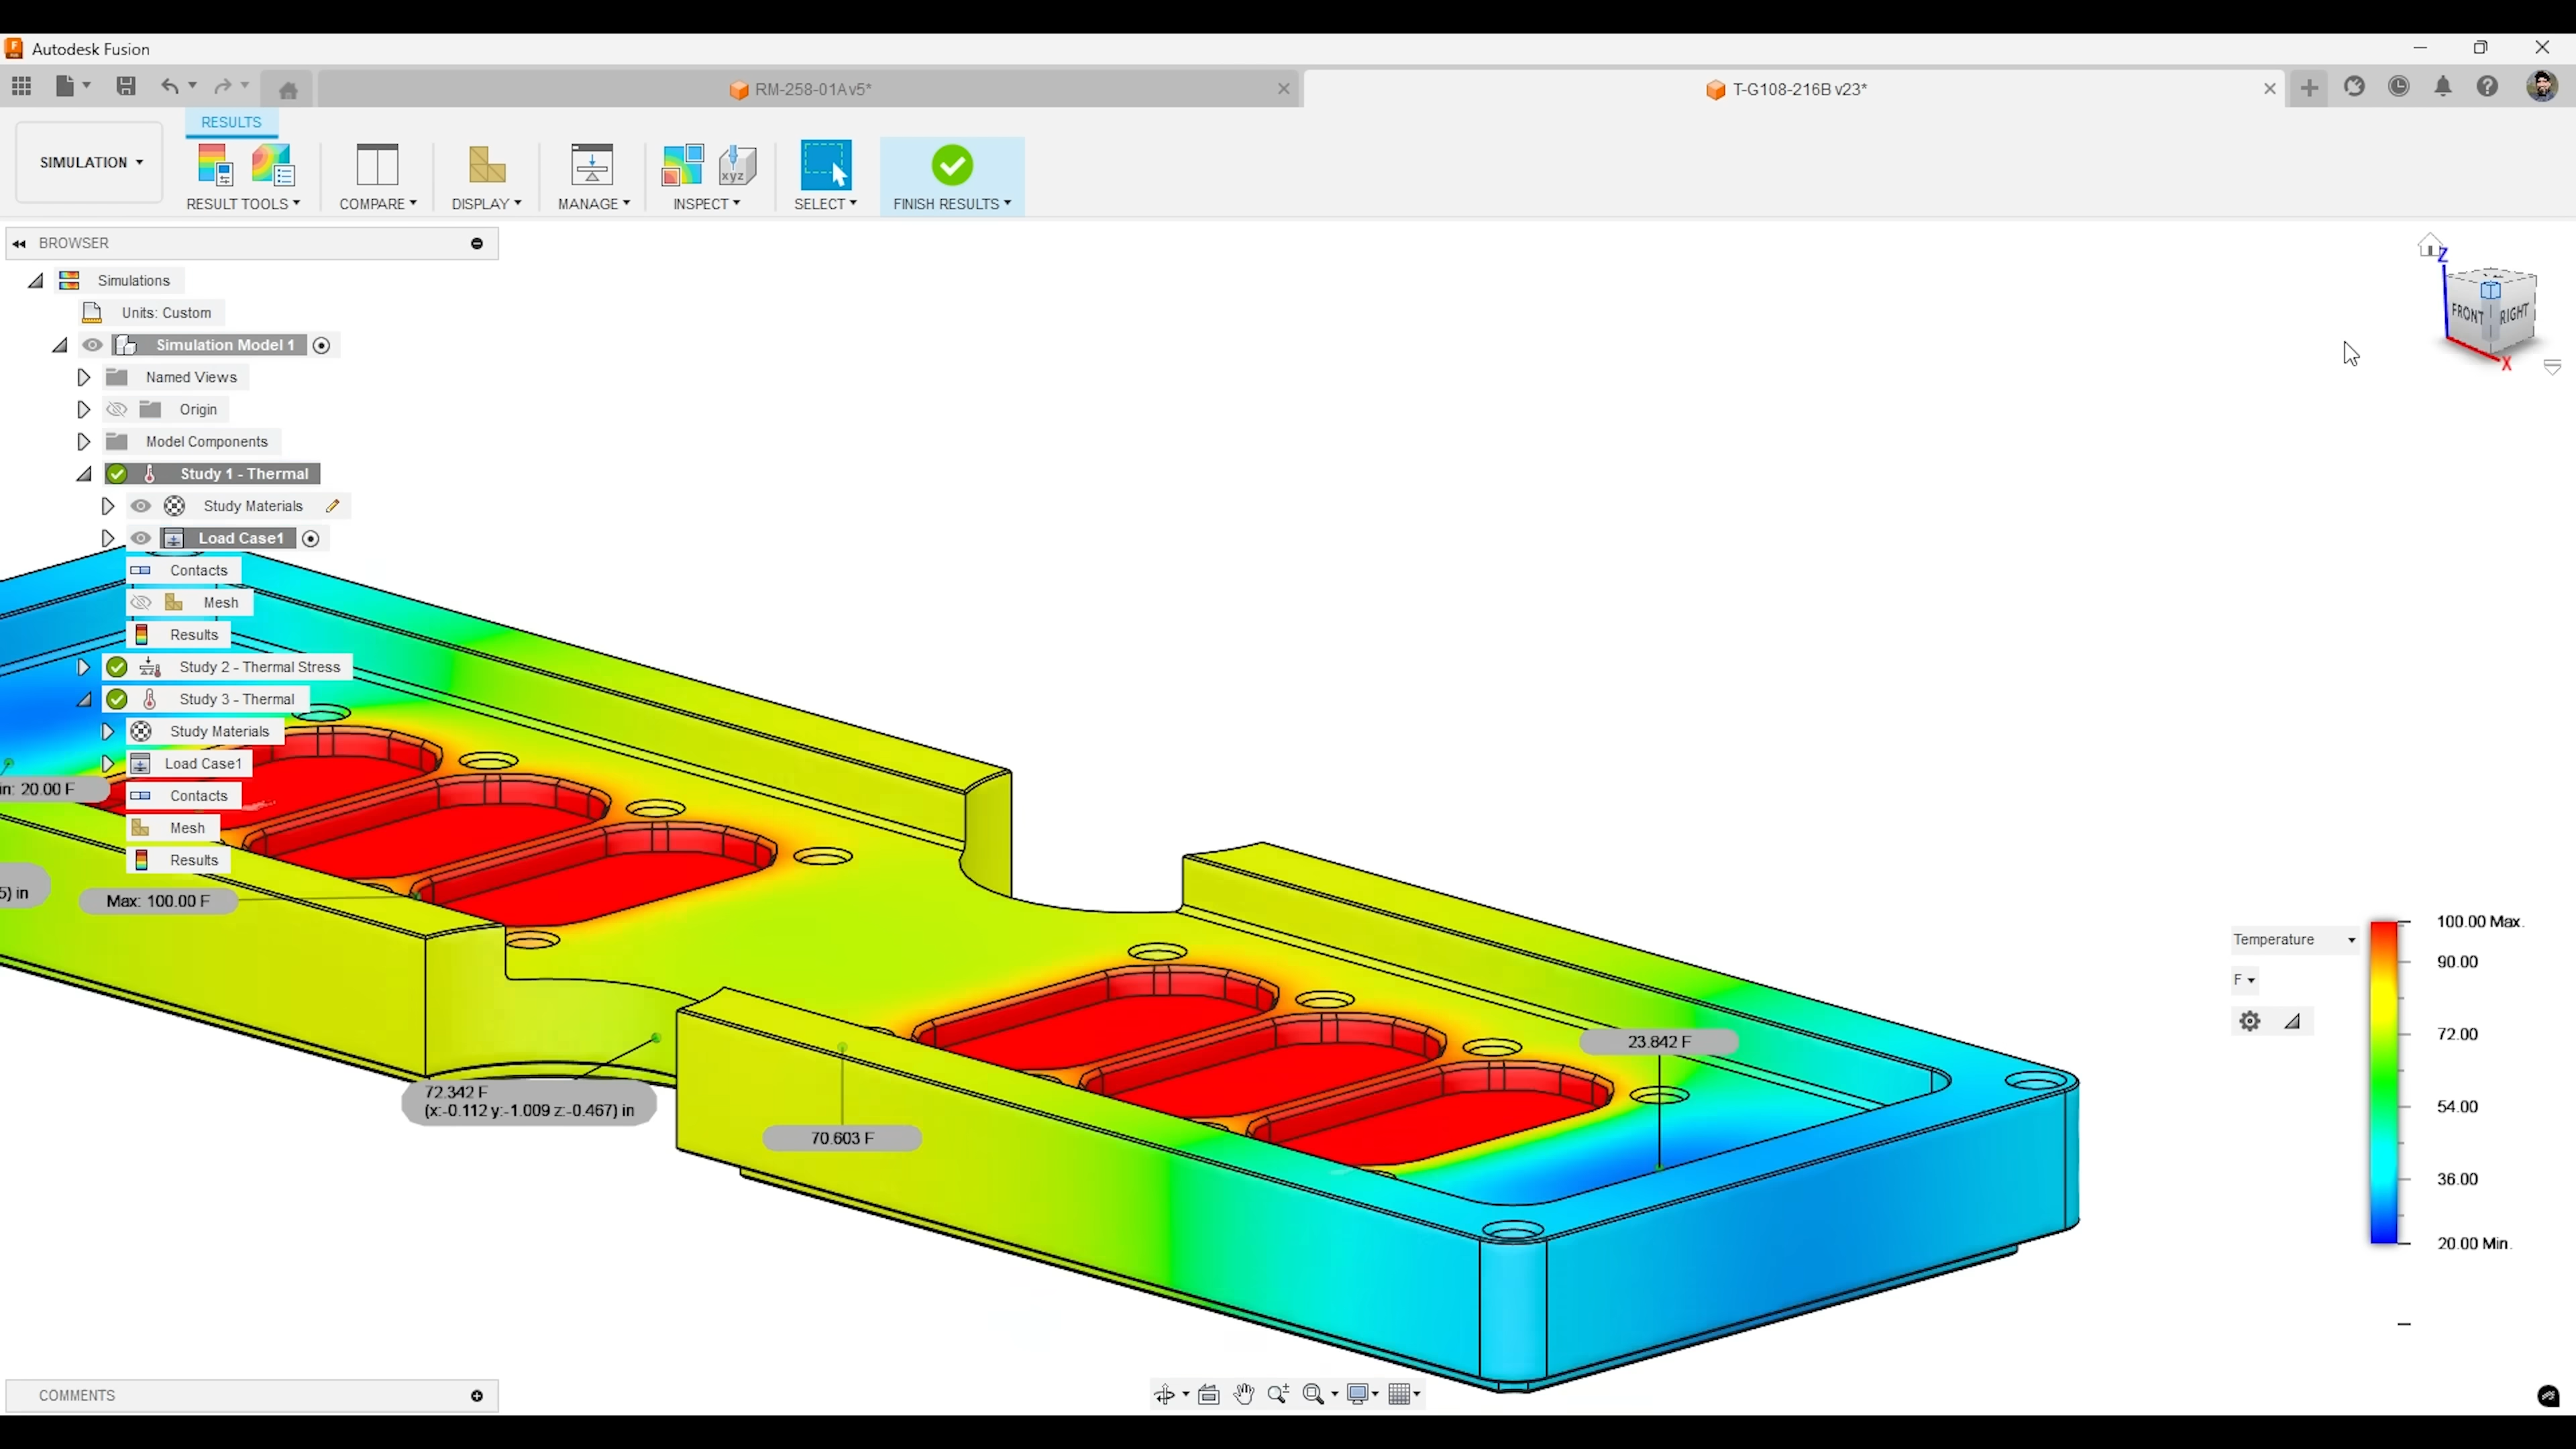 Autodesk Fusion
RM-258-01A v5*
T-G108-216B v23*
SIMULATION
RESULTS
RESULT TOOLS
COMPARE
DISPLAY
MANAGE
xyz
INSPECT
SELECT
FINISH RESULTS
BROWSER
Simulations
Units: Custom
Simulation Model 1
Named Views
Origin
Model Components
Study 1 - Thermal
Study Materials
Load Case1
Contacts
Mesh
Results
Study 2 - Thermal Stress
Study 3 - Thermal
Study Materials
Load Case1
Contacts
Mesh
Results
in: 20.00 F
5) in
Max: 100.00 F
72.342 F
(x:-0.112 y:-1.009 z:-0.467) in
70.603 F
23.842 F
Z
FRONT
RIGHT
X
Temperature
F
100.00 Max.
90.00
72.00
54.00
36.00
20.00 Min.
COMMENTS